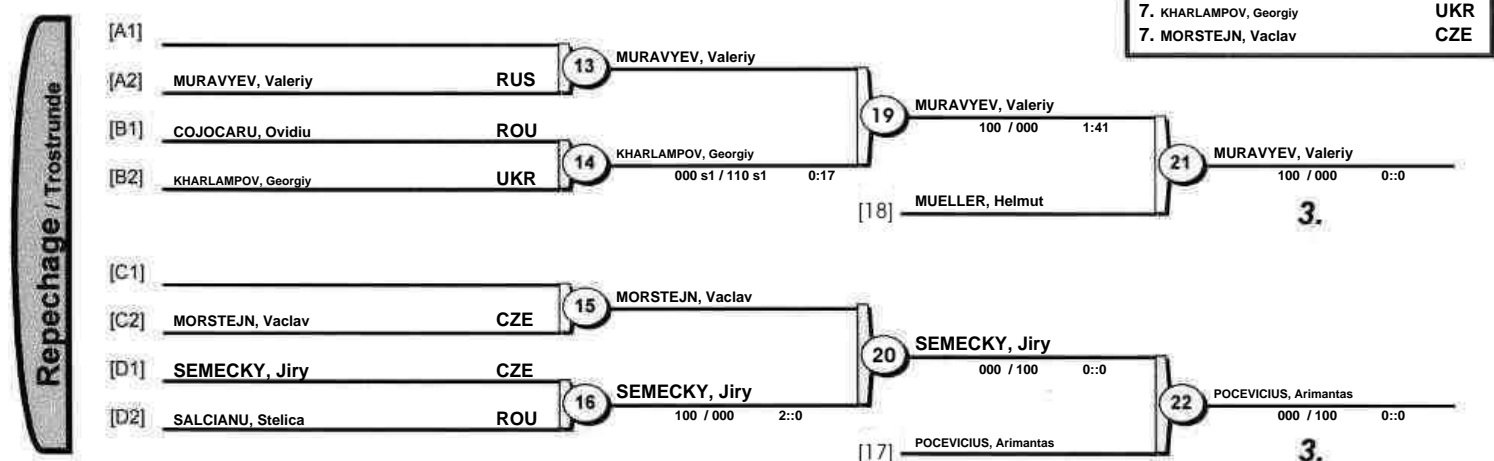 7. KHARLAMPOV, Georgiy UKR
7. MORSTEJN, Vaclav CZE
Repechage / Trostrunde
[A1]
[A2] MURAVYEV, Valeriy RUS
13 MURAVYEV, Valeriy
[B1] COJOCARU, Ovidiu ROU
[B2] KHARLAMPOV, Georgiy UKR
14 KHARLAMPOV, Georgiy
000 s1 / 110 s1 0:17
19 MURAVYEV, Valeriy
100 / 000 1:41
[18] MUELLER, Helmut
21 MURAVYEV, Valeriy
100 / 000 0::0
3.
[C1]
[C2] MORSTEJN, Vaclav CZE
15 MORSTEJN, Vaclav
[D1] SEMECKY, Jiry CZE
[D2] SALCIANU, Stelica ROU
16 SEMECKY, Jiry
100 / 000 2::0
20 SEMECKY, Jiry
000 / 100 0::0
[17] POCEVICIUS, Arimantas
22 POCEVICIUS, Arimantas
000 / 100 0::0
3.